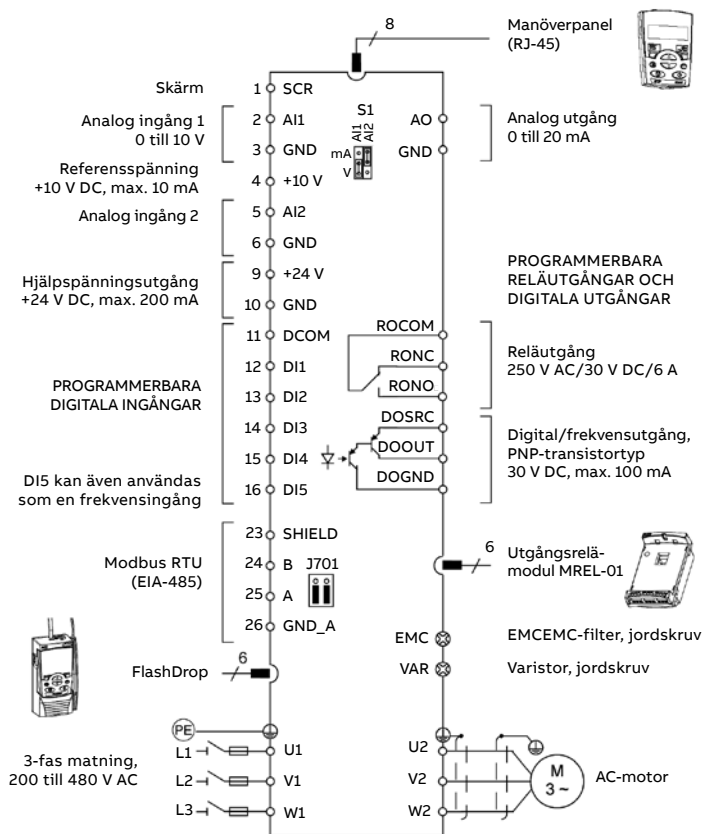 8
Manöverpanel
(RJ-45)
Skärm
1 SCR
Analog ingång 1
0 till 10 V
2 AI1
3 GND
S1
AI1
AI2
mA
V
AO
GND
Analog utgång
0 till 20 mA
Referensspänning
+10 V DC, max. 10 mA
4 +10 V
Analog ingång 2
5 AI2
6 GND
Hjälpspänningsutgång
+24 V DC, max. 200 mA
9 +24 V
10 GND
PROGRAMMERBARA
RELÄUTGÅNGAR OCH
DIGITALA UTGÅNGAR
PROGRAMMERBARA
DIGITALA INGÅNGAR
DI5 kan även användas
som en frekvensingång
11 DCOM
12 DI1
13 DI2
14 DI3
15 DI4
16 DI5
ROCOM
RONC
RONO
Reläutgång
250 V AC/30 V DC/6 A
DOSRC
DOOUT
DOGND
Digital/frekvensutgång,
PNP-transistortyp
30 V DC, max. 100 mA
Modbus RTU
(EIA-485)
23 SHIELD
24 B
25 A
26 GND_A
J701
6
Utgångsrelä-
modul MREL-01
EMC
EMCEMC-filter, jordskruv
VAR
Varistor, jordskruv
FlashDrop
6
3-fas matning,
200 till 480 V AC
PE
L1 U1
L2 V1
L3 W1
U2
V2
W2
M
3 ~
AC-motor